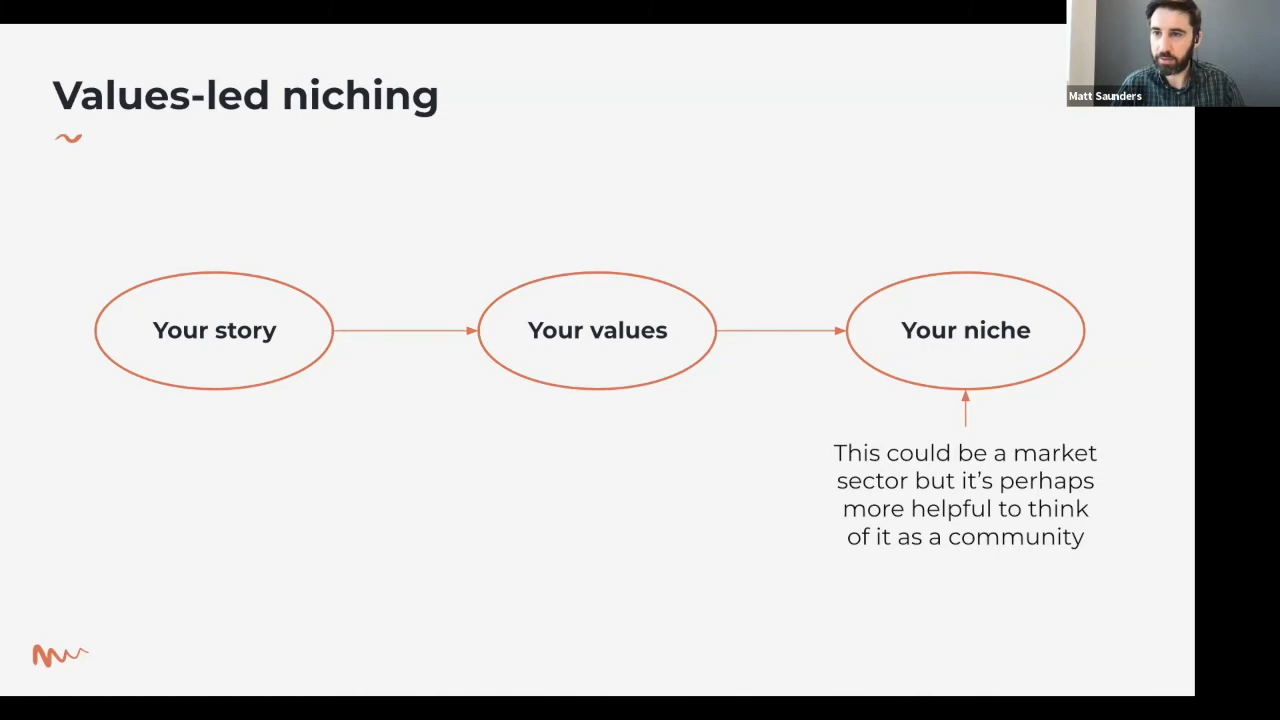 Values-led niching
Matt Saunders
Your story
Your values
Your niche
This could be a market
sector but it’s perhaps
more helpful to think
of it as a community